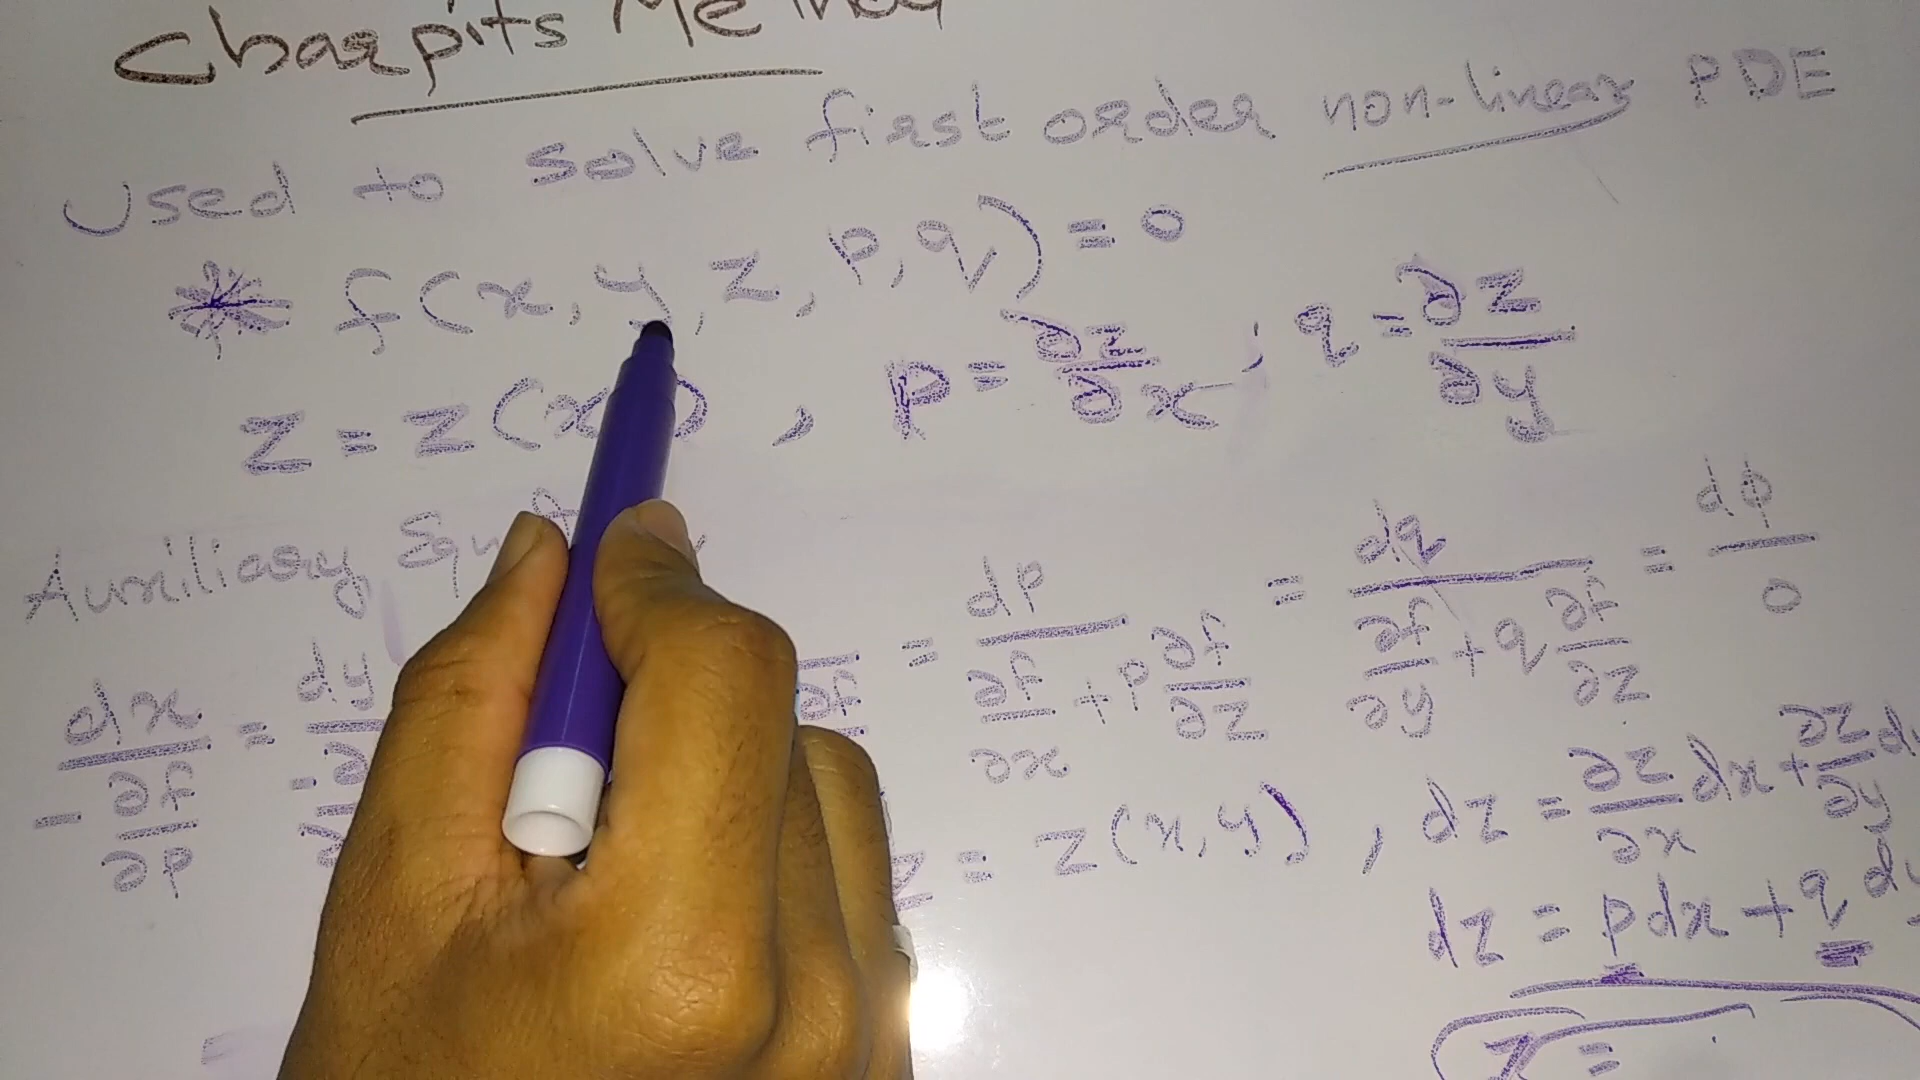 Charpits Method
Used to solve first order non-linear PDE
* f(x, y, z, p, q) = 0
z = z(x ) , p = ∂z/∂x , q = ∂z/∂y
Auxiliary
dx/(-∂f/∂p) = dy = dp/(∂f/∂x + p ∂f/∂z) = dq/(∂f/∂y + q ∂f/∂z) = dφ/0
z = z(x, y) , dz = ∂z/∂x dx + ∂z/∂y
dz = pdx + q dy
z =